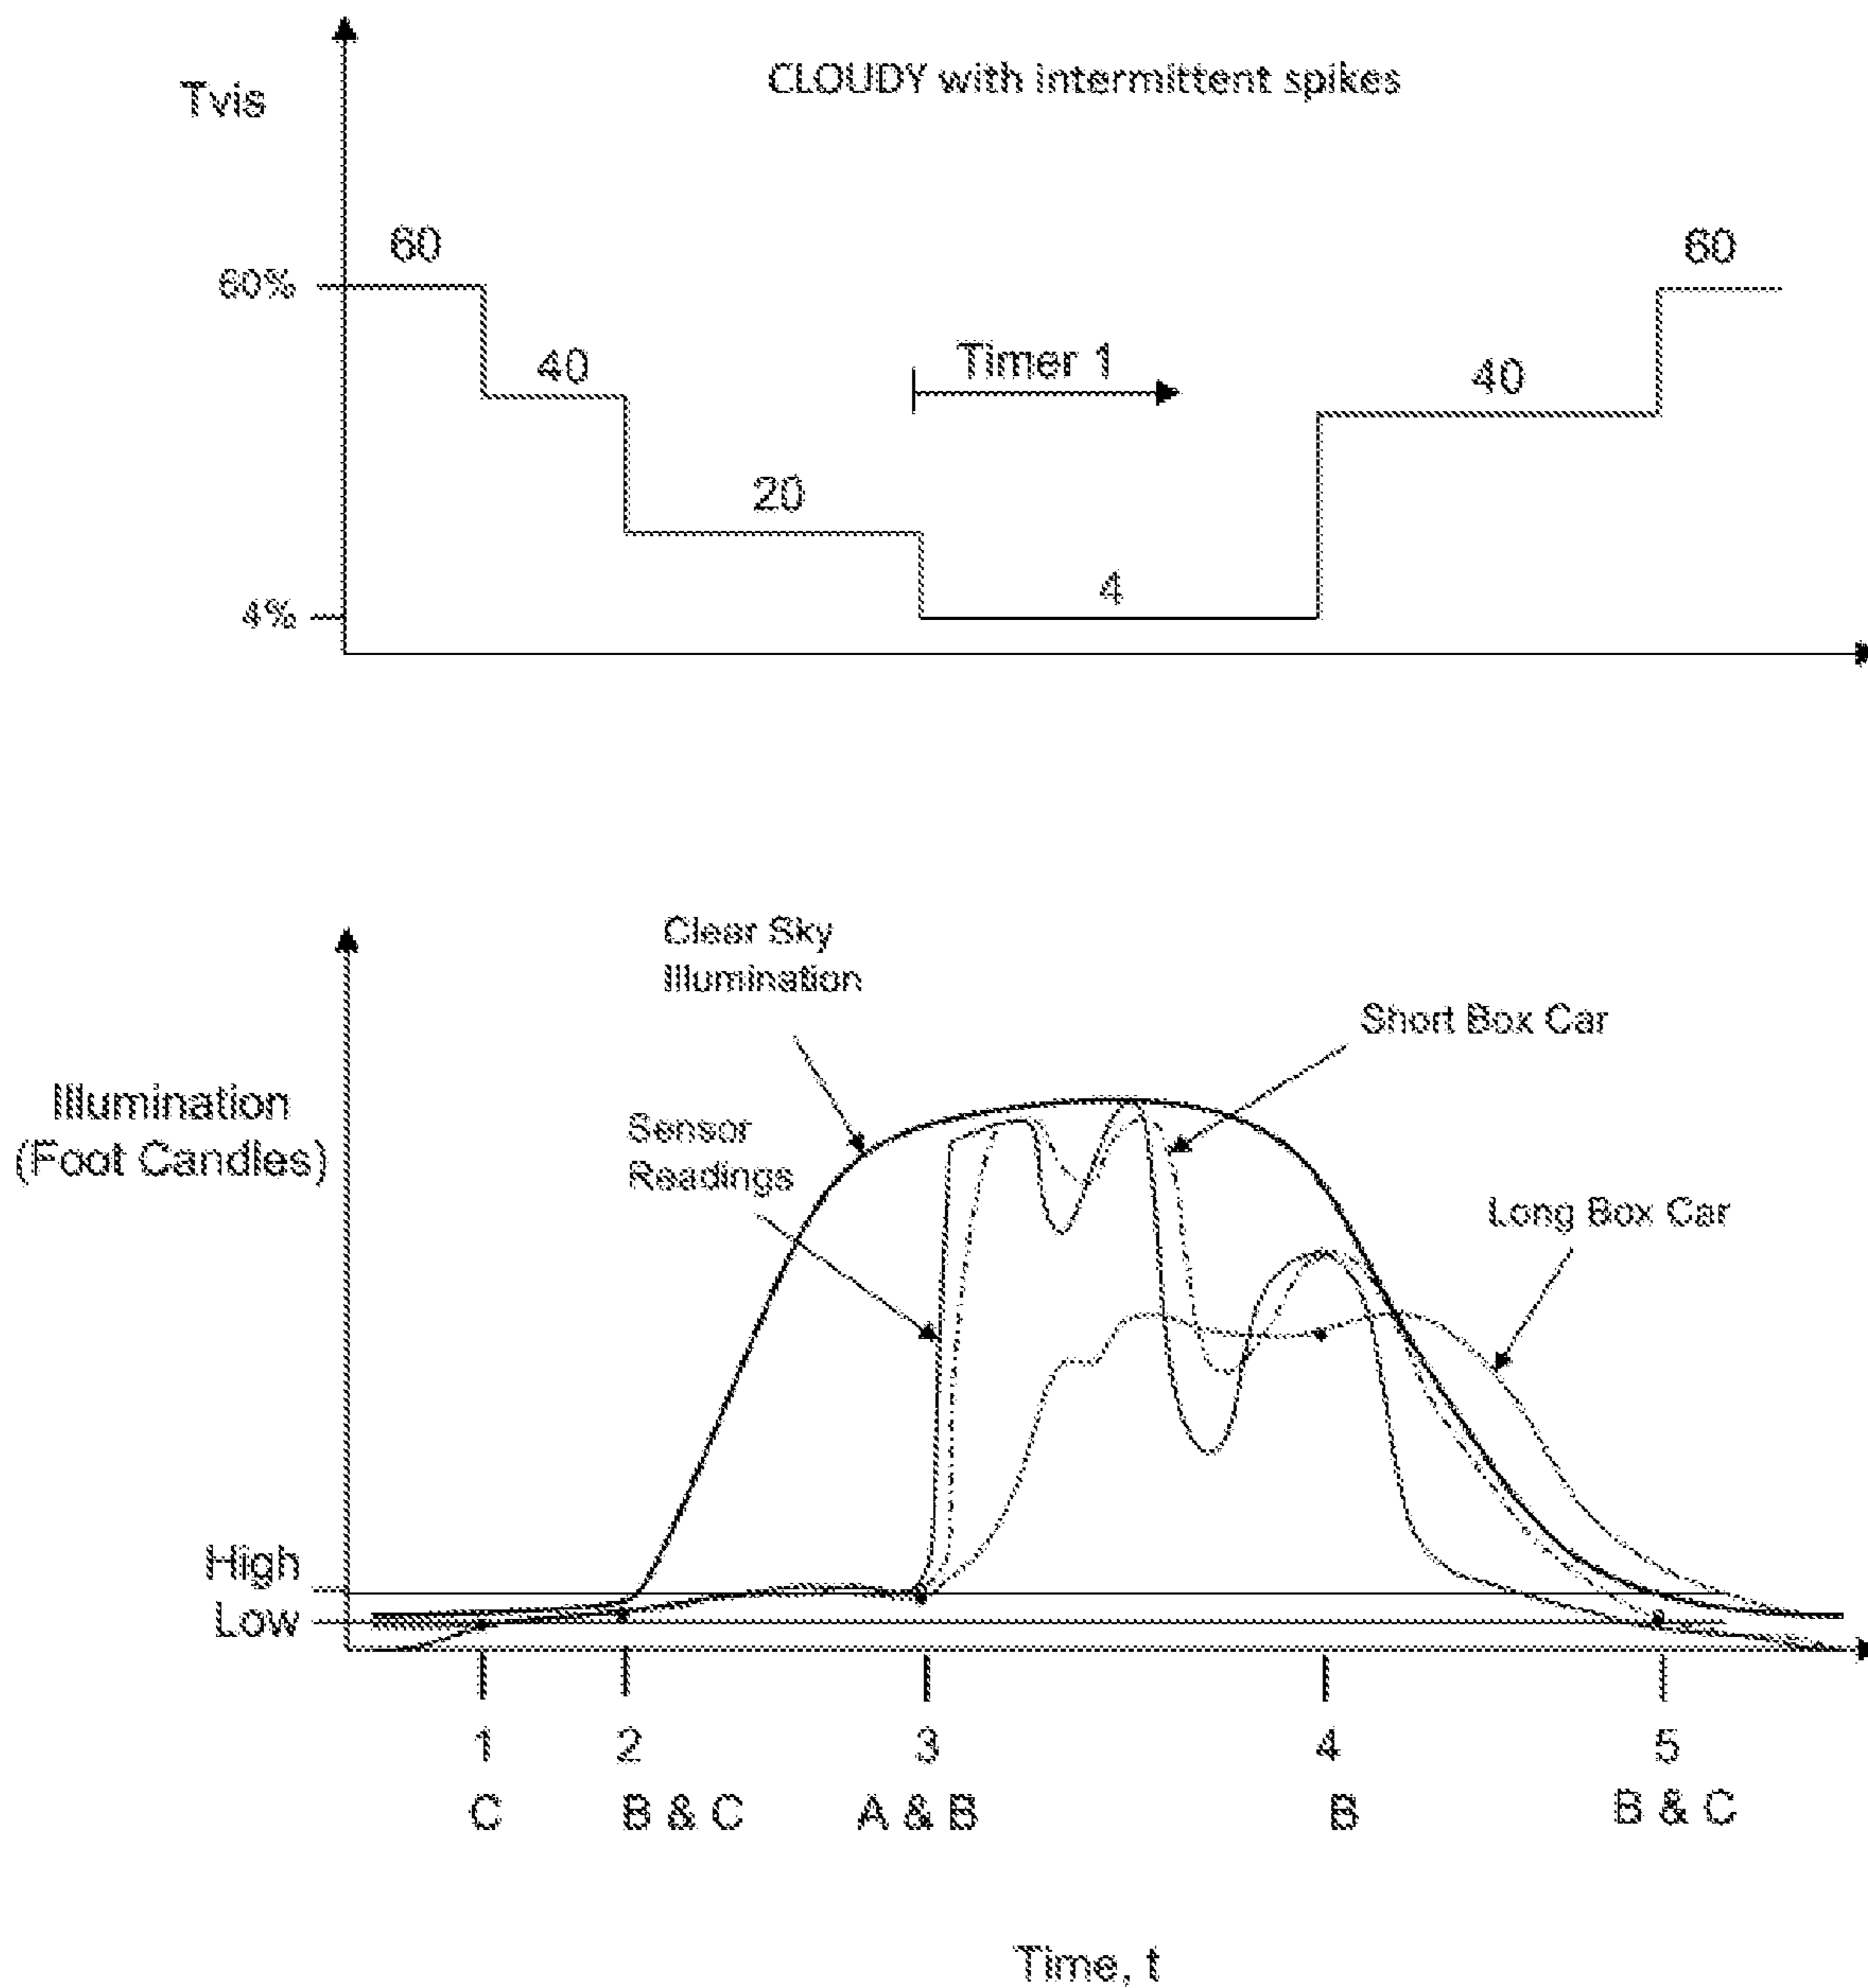 CLOUDY with intermittent spikes
Tvis
60
60
60%
40
Timer 1
40
20
4
4%
Clear Sky
Illumination
Short Box Car
Illumination
(Foot Candles)
Sensor
Readings
Long Box Car
High
Low
1
2
3
4
5
C
B & C
A & B
B
B & C
Time, t